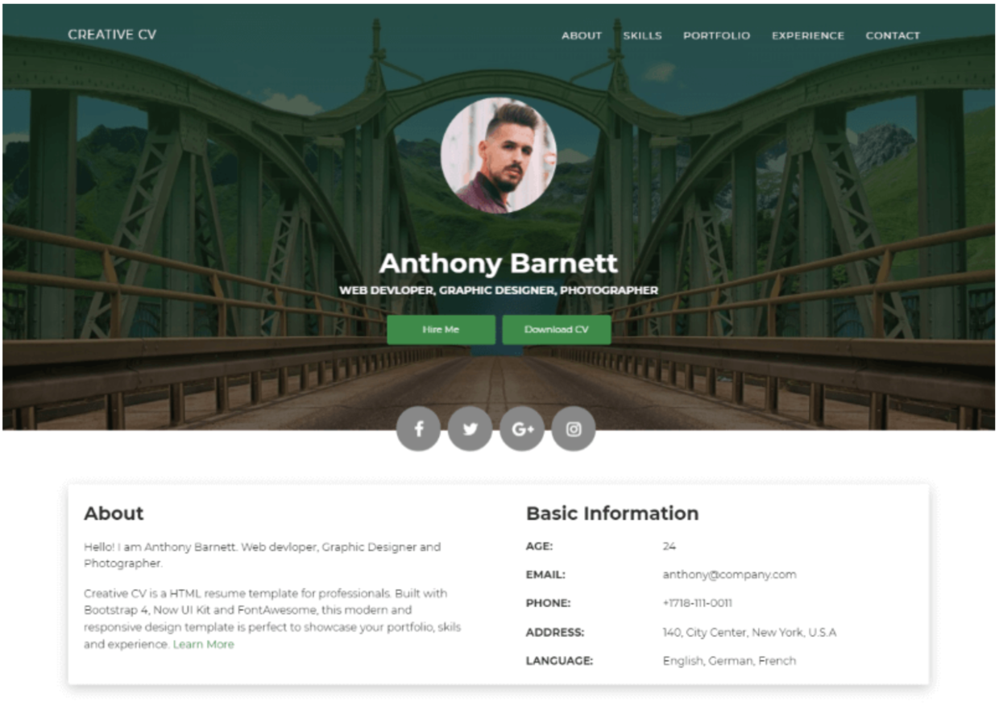 CREATIVE CV
ABOUT SKILLS PORTFOLIO EXPERIENCE CONTACT
Anthony Barnett
WEB DEVLOPER, GRAPHIC DESIGNER, PHOTOGRAPHER
Hire Me
Download CV
G+
About
Hello! I am Anthony Barnett. Web devloper, Graphic Designer and
Photographer.
Creative CV is a HTML resume template for professionals. Built with
Bootstrap 4, Now UI Kit and FontAwesome, this modern and
responsive design template is perfect to showcase your portfolio, skils
and experience. Learn More
Basic Information
AGE: 24
EMAIL: anthony@company.com
PHONE: +1718-111-0011
ADDRESS: 140, City Center, New York, U.S.A
LANGUAGE: English, German, French